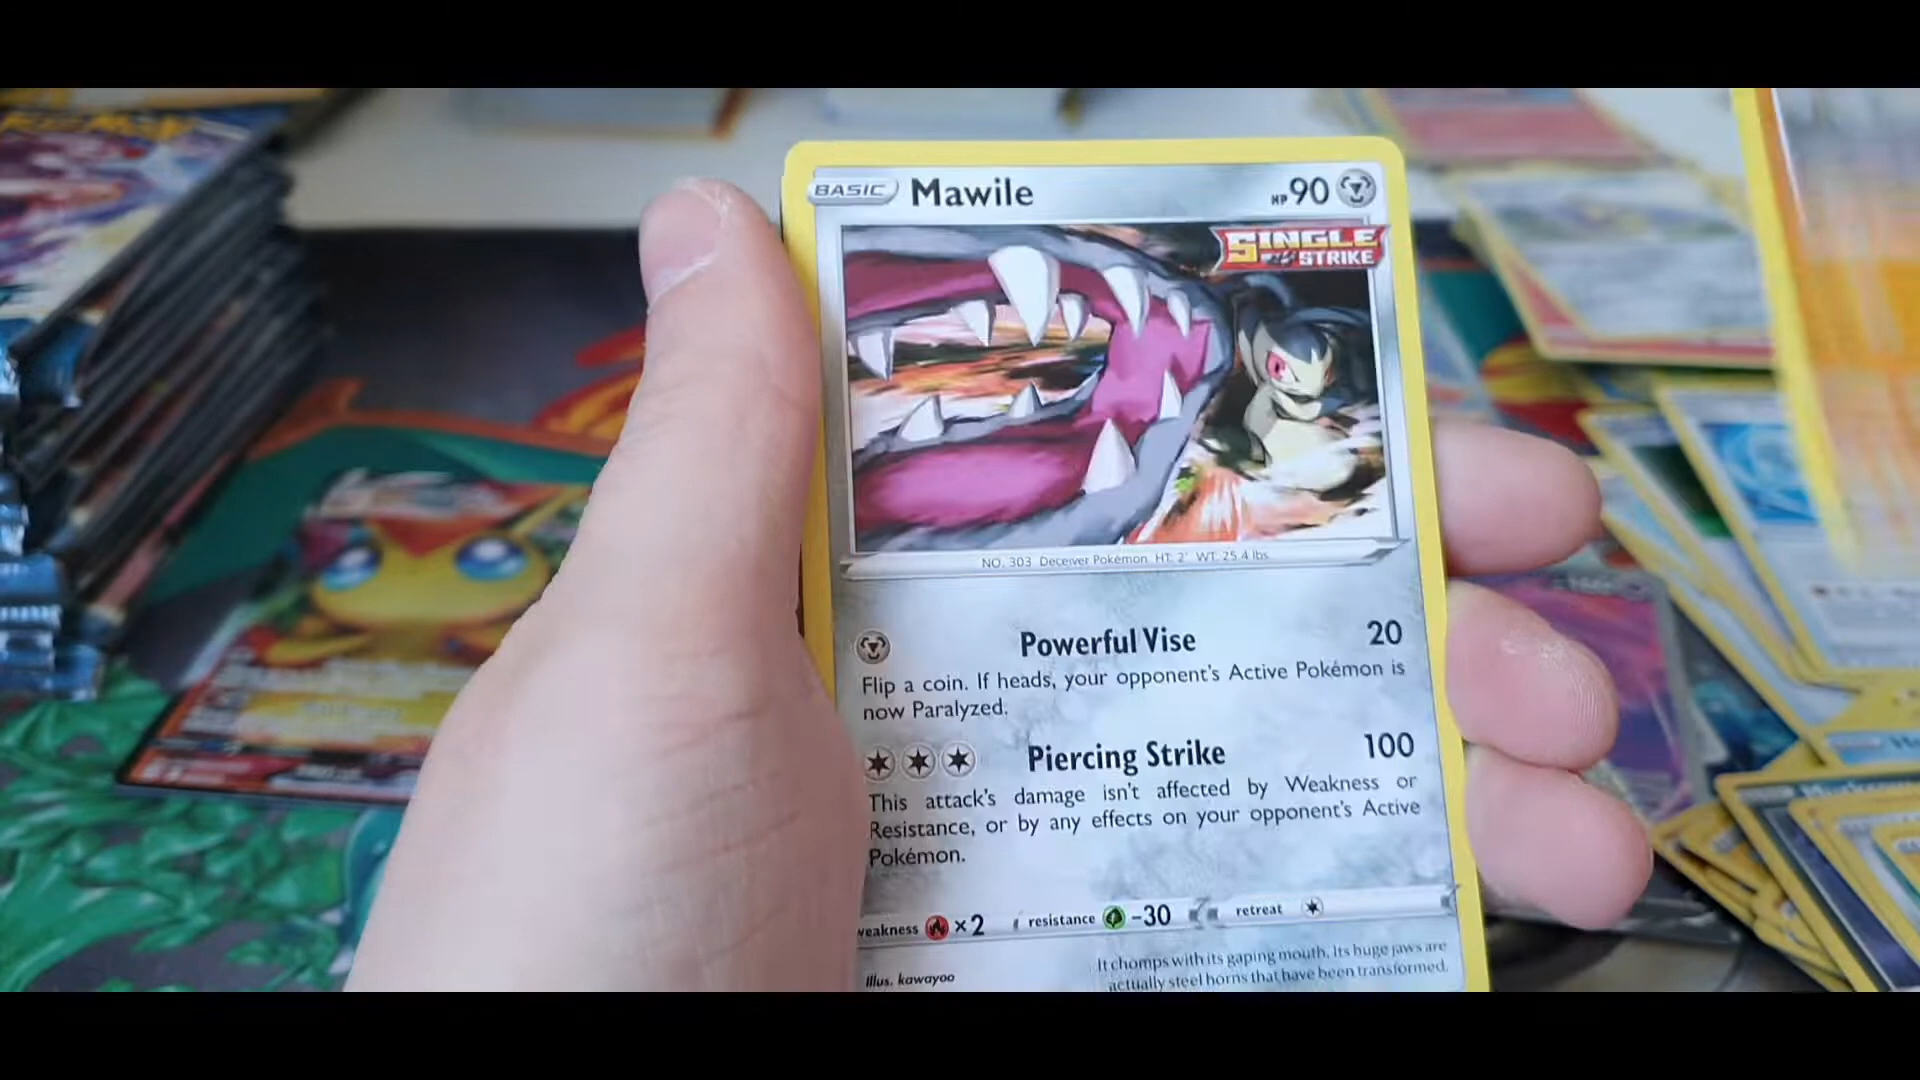 BASIC Mawile HP 90
SINGLE
STRIKE
NO. 303 Deceiver Pokémon HT: 2' WT: 25.4 lbs.
Powerful Vise 20
Flip a coin. If heads, your opponent's Active Pokémon is
now Paralyzed.
Piercing Strike 100
This attack's damage isn't affected by Weakness or
Resistance, or by any effects on your opponent's Active
Pokémon.
weakness ×2 resistance -30 retreat
It chomps with its gaping mouth. Its huge jaws are
actually steel horns that have been transformed.
Illus. kawayoo